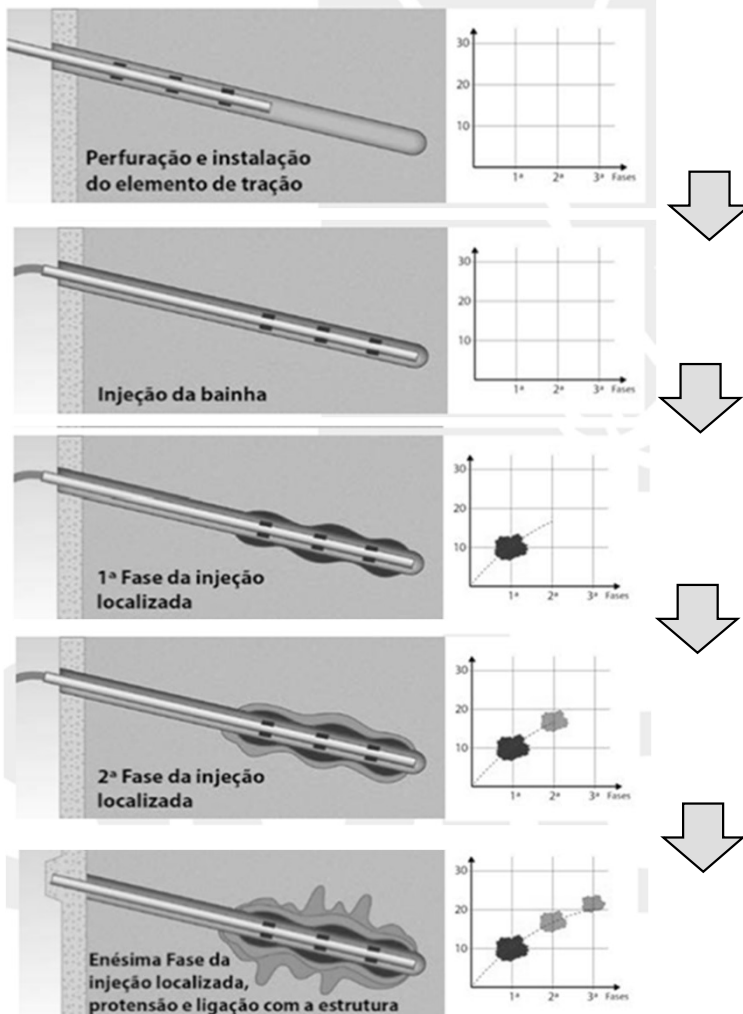 30
20
10
1ª 2ª 3ª Fases
Perfuração e instalação
do elemento de tração
30
20
10
1ª 2ª 3ª Fases
Injeção da bainha
30
20
10
1ª 2ª 3ª Fases
1ª Fase da injeção
localizada
30
20
10
1ª 2ª 3ª Fases
2ª Fase da injeção
localizada
30
20
10
1ª 2ª 3ª Fases
Enésima Fase da
injeção localizada,
protensão e ligação com a estrutura